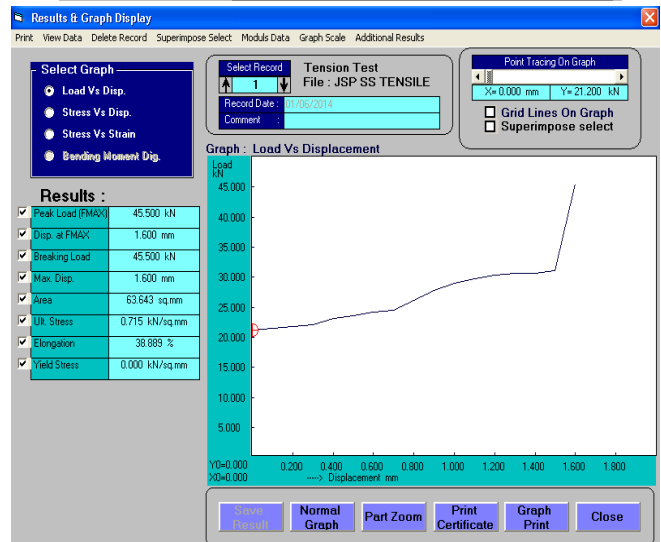 Results & Graph Display
Print View Data Delete Record Superimpose Select Moduls Data Graph Scale Additional Results
Select Graph
Load Vs Disp.
Stress Vs Disp.
Stress Vs Strain
Bending Moment Dig.
Select Record
1
Tension Test
File : JSP SS TENSILE
Record Date : 01/06/2014
Comment :
Point Tracing On Graph
X= 0.000 mm Y= 21.200 kN
Grid Lines On Graph
Superimpose select
Results :
Peak Load (FMAX) 45.500 kN
Disp. at FMAX 1.600 mm
Breaking Load 45.500 kN
Max. Disp. 1.600 mm
Area 63.643 sq.mm
Ult. Stress 0.715 kN/sq.mm
Elongation 38.889 %
Yield Stress 0.000 kN/sq.mm
Graph : Load Vs Displacement
Load
kN
45.000
40.000
35.000
30.000
25.000
20.000
15.000
10.000
5.000
Y0=0.000
X0=0.000
0.200 0.400 0.600 0.800 1.000 1.200 1.400 1.600 1.800
----> Displacement mm
Save Result
Normal Graph
Part Zoom
Print Certificate
Graph Print
Close